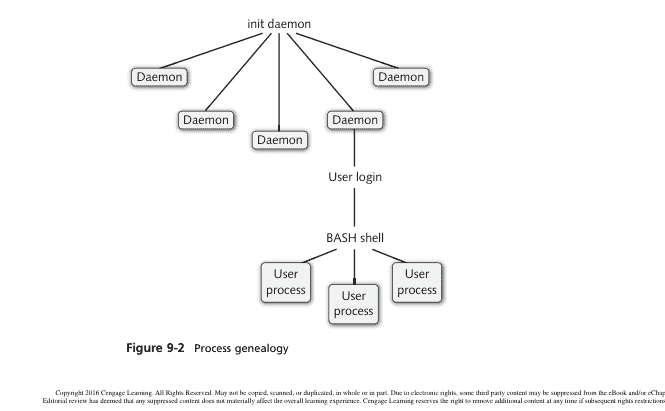 init daemon
Daemon
Daemon
Daemon
Daemon
Daemon
User login
BASH shell
User
process
User
process
User
process
Figure 9-2 Process genealogy
Copyright 2016 Cengage Learning. All Rights Reserved. May not be copied, scanned, or duplicated, in whole or in part. Due to electronic rights, some third party content may be suppressed from the eBook and/or eChap
Editorial review has deemed that any suppressed content does not materially affect the overall learning experience. Cengage Learning reserves the right to remove additional content at any time if subsequent rights restrictions